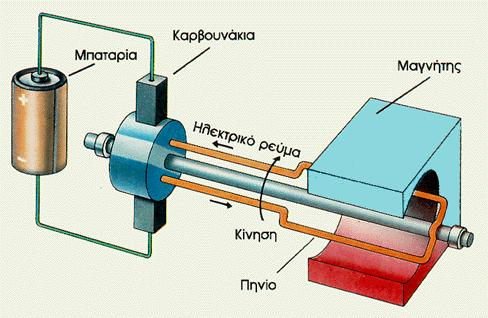 Καρβουνάκια
Μπαταρία
Μαγνήτης
+
Ηλεκτρικό ρεύμα
Κίνηση
Πηνίο